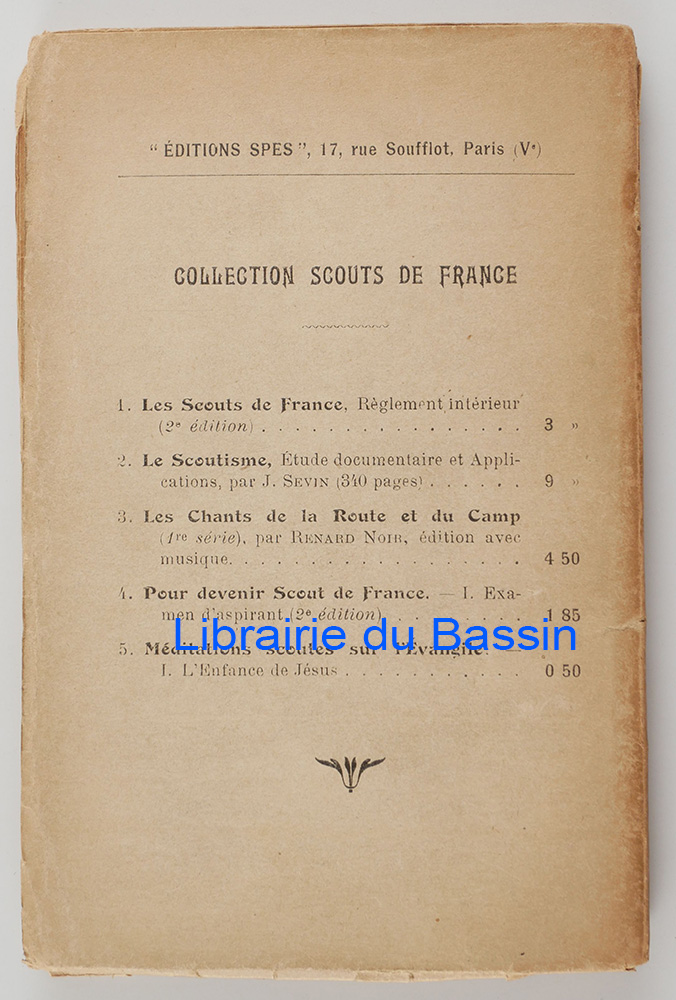 “ ÉDITIONS SPES ”, 17, rue Soufflot, Paris (Vᵉ)
COLLECTION SCOUTS DE FRANCE
1. Les Scouts de France, Règlement intérieur
(2ᵉ édition) . . . . . . . . . . . . . . . . 3 »
2. Le Scoutisme, Étude documentaire et Appli-
cations, par J. SEVIN (340 pages) . . . . . . 9 »
3. Les Chants de la Route et du Camp
(1ʳᵉ série), par RENARD NOIR, édition avec
musique. . . . . . . . . . . . . . . . . . 4 50
4. Pour devenir Scout de France. — I. Exa-
men d'aspirant (2ᵉ édition) . . . . . . . . 1 85
Librairie du Bassin
5. Méditations scoutes sur l'Évangile. —
I. L'Enfance de Jésus . . . . . . . . . . . 0 50